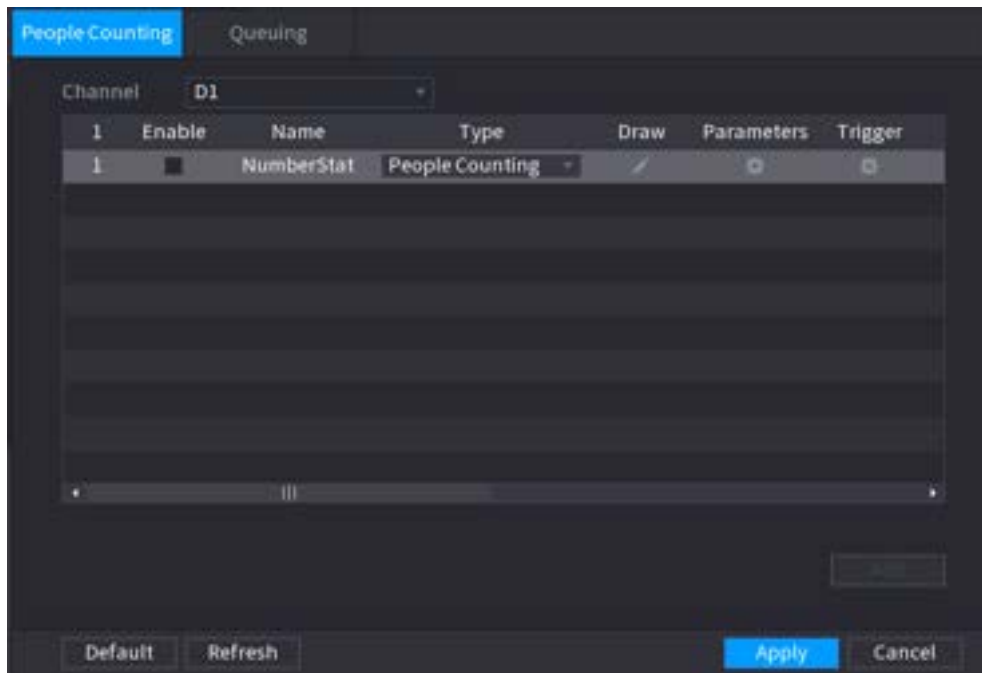 People Counting Queuing
Channel D1
1 Enable Name Type Draw Parameters Trigger
1 NumberStat People Counting
Default Refresh Apply Cancel